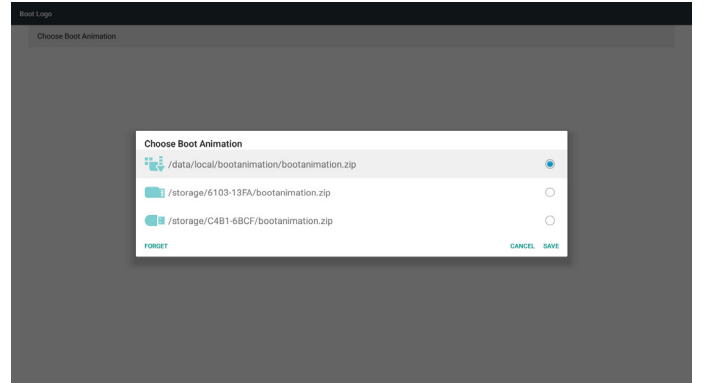 Boot Logo
Choose Boot Animation
Choose Boot Animation
/data/local/bootanimation/bootanimation.zip
/storage/6103-13FA/bootanimation.zip
/storage/C4B1-6BCF/bootanimation.zip
FORGET CANCEL SAVE